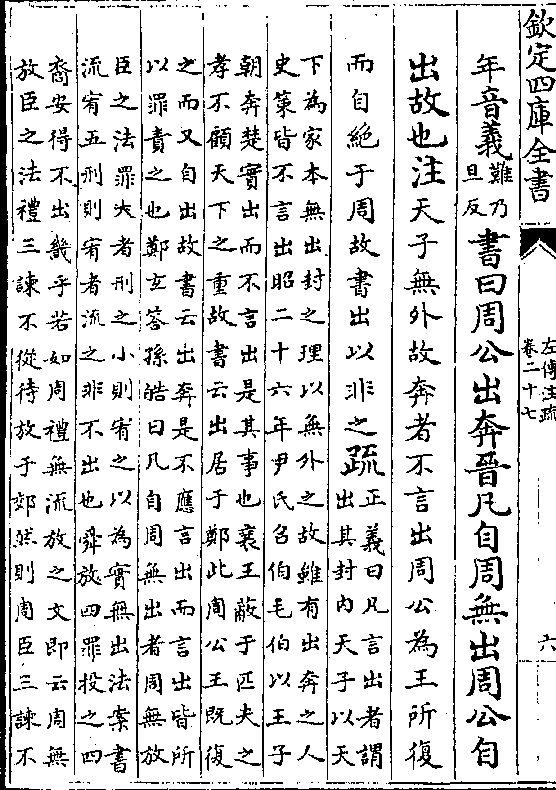 欽定四庫全書
左傳注疏
卷二十七
六
年音義難乃
旦反
書曰周公出奔晉凡自周無出周公自
出故也注天子無外故奔者不言出周公為王所復
而自絶于周故書出以非之疏正義曰凡言出者謂
出其封内天子以天
下為家本無出封之理以無外之故雖有出奔之人
史策皆不言出昭二十六年尹氏召伯毛伯以王子
朝奔楚實出而不言出是其事也襄王蔽于匹夫之
孝不顧天下之重故書云出居于鄭此周公王既復
之而又自出故書云出奔是不應言出而言出皆所
以罪責之也鄭玄答孫皓曰凡自周無出者周無放
臣之法罪大者刑之小則宥之以為實無出法案書
流宥五刑則宥者流之非不出也舜放四罪投之四
裔安得不出畿乎若如周禮無流放之文即云周無
放臣之法禮三諫不從待放于郊然則周臣三諫不